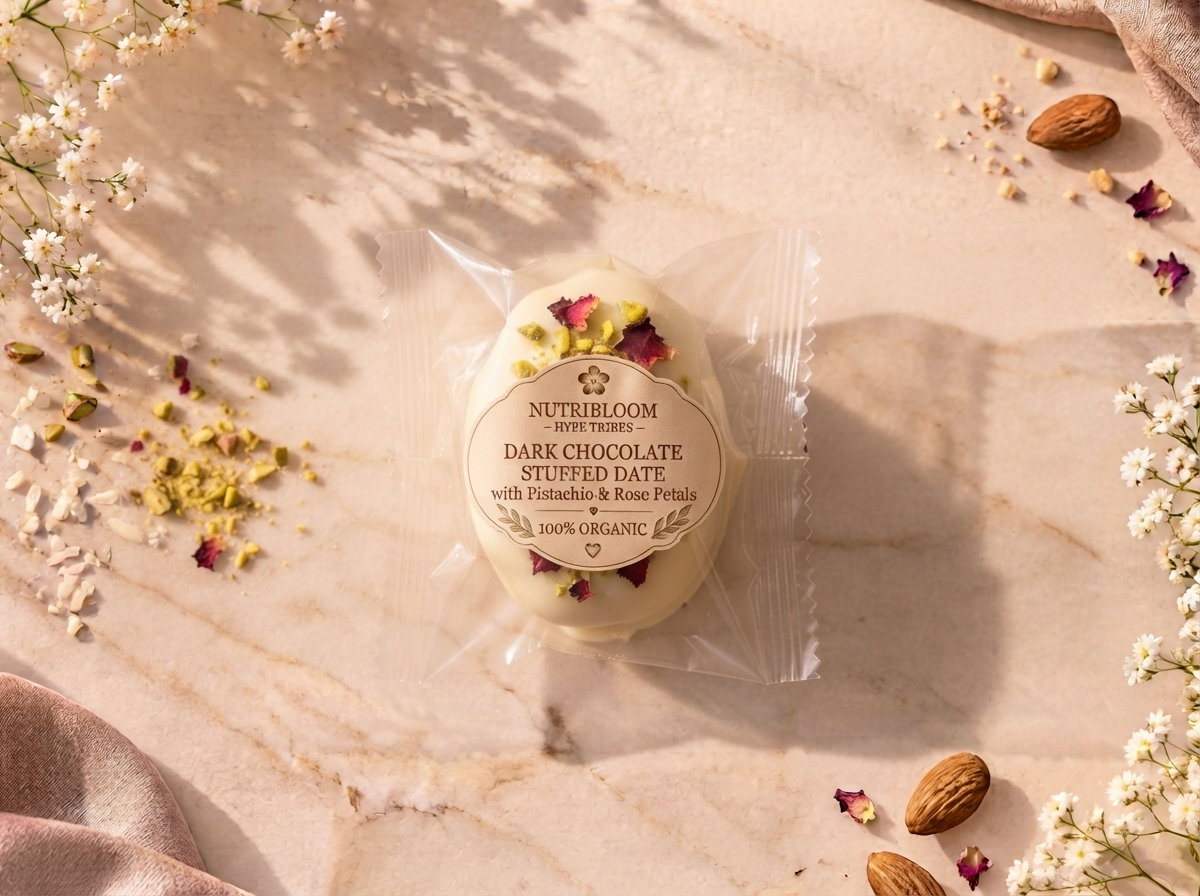 NUTRIBLOOM
– HYPE TRIBES –
DARK CHOCOLATE
STUFFED DATE
with Pistachio & Rose Petals
100% ORGANIC